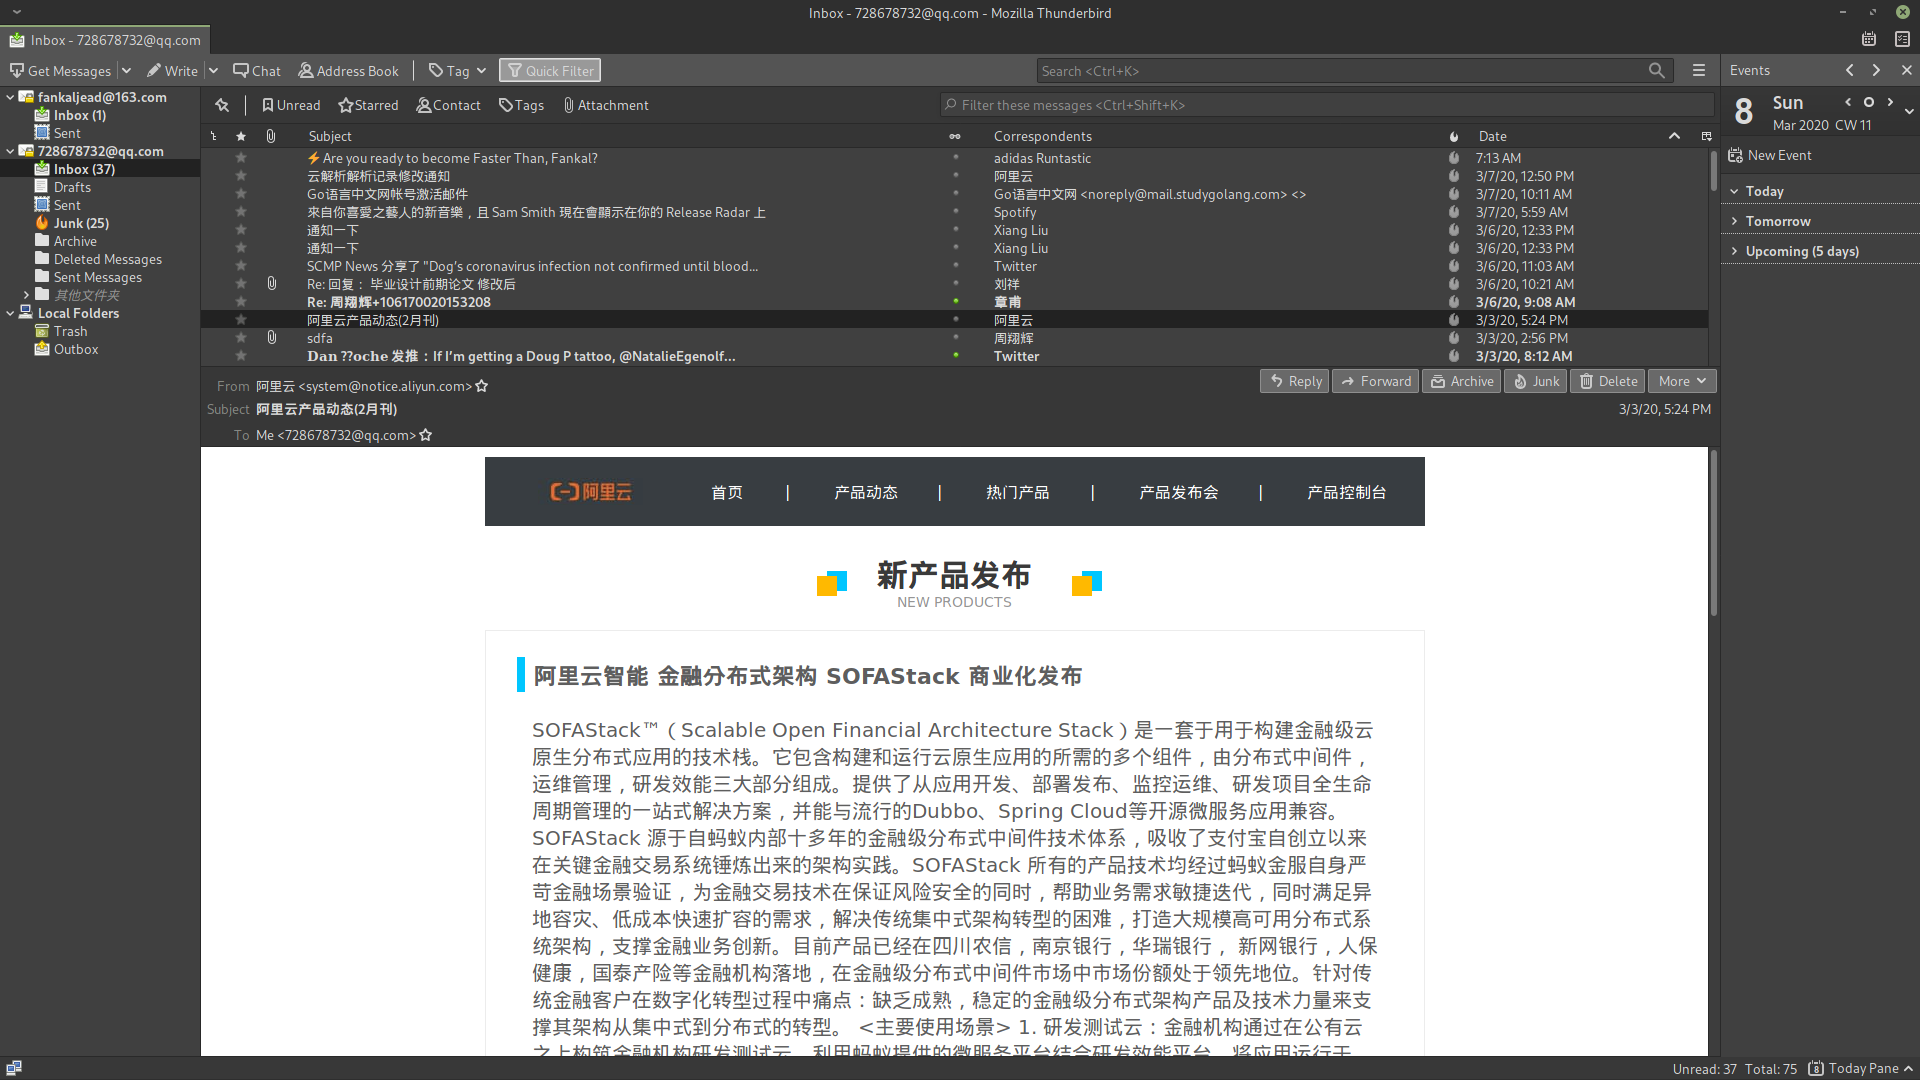 Inbox - 728678732@qq.com - Mozilla Thunderbird
Inbox - 728678732@qq.com
Get Messages Write Chat Address Book Tag Quick Filter Search <Ctrl+K> Events
fankaljead@163.com
Inbox (1)
Sent
728678732@qq.com
Inbox (37)
Drafts
Sent
Junk (25)
Archive
Deleted Messages
Sent Messages
其他文件夹
Local Folders
Trash
Outbox
Unread Starred Contact Tags Attachment Filter these messages <Ctrl+Shift+K>
Subject Correspondents Date
⚡Are you ready to become Faster Than, Fankal? adidas Runtastic 7:13 AM
云解析解析记录修改通知 阿里云 3/7/20, 12:50 PM
Go语言中文网帐号激活邮件 Go语言中文网 <noreply@mail.studygolang.com> <> 3/7/20, 10:11 AM
來自你喜愛之藝人的新音樂，且 Sam Smith 現在會顯示在你的 Release Radar 上 Spotify 3/7/20, 5:59 AM
通知一下 Xiang Liu 3/6/20, 12:33 PM
通知一下 Xiang Liu 3/6/20, 12:33 PM
SCMP News 分享了 "Dog’s coronavirus infection not confirmed until blood... Twitter 3/6/20, 11:03 AM
Re: 回复： 毕业设计前期论文 修改后 刘祥 3/6/20, 10:21 AM
Re: 周翔辉+106170020153208 章甫 3/6/20, 9:08 AM
阿里云产品动态(2月刊) 阿里云 3/3/20, 5:24 PM
sdfa 周翔辉 3/3/20, 2:56 PM
Dan ??oche 发推：If I’m getting a Doug P tattoo, @NatalieEgenolf... Twitter 3/3/20, 8:12 AM
From 阿里云 <system@notice.aliyun.com> Reply Forward Archive Junk Delete More
Subject 阿里云产品动态(2月刊) 3/3/20, 5:24 PM
To Me <728678732@qq.com>
阿里云 首页 | 产品动态 | 热门产品 | 产品发布会 | 产品控制台
新产品发布
NEW PRODUCTS
阿里云智能 金融分布式架构 SOFAStack 商业化发布
SOFAStack™（Scalable Open Financial Architecture Stack）是一套于用于构建金融级云
原生分布式应用的技术栈。它包含构建和运行云原生应用的所需的多个组件，由分布式中间件，
运维管理，研发效能三大部分组成。提供了从应用开发、部署发布、监控运维、研发项目全生命
周期管理的一站式解决方案，并能与流行的Dubbo、Spring Cloud等开源微服务应用兼容。
SOFAStack 源于自蚂蚁内部十多年的金融级分布式中间件技术体系，吸收了支付宝自创立以来
在关键金融交易系统锤炼出来的架构实践。SOFAStack 所有的产品技术均经过蚂蚁金服自身严
苛金融场景验证，为金融交易技术在保证风险安全的同时，帮助业务需求敏捷迭代，同时满足异
地容灾、低成本快速扩容的需求，解决传统集中式架构转型的困难，打造大规模高可用分布式系
统架构，支撑金融业务创新。目前产品已经在四川农信，南京银行，华瑞银行， 新网银行，人保
健康，国泰产险等金融机构落地，在金融级分布式中间件市场中市场份额处于领先地位。针对传
统金融客户在数字化转型过程中痛点：缺乏成熟，稳定的金融级分布式架构产品及技术力量来支
撑其架构从集中式到分布式的转型。 <主要使用场景> 1. 研发测试云：金融机构通过在公有云
之上构筑金融机构研发测试云，利用蚂蚁提供的微服务平台结合研发效能平台，将应用运行于
8 Sun
Mar 2020 CW 11
New Event
Today
Tomorrow
Upcoming (5 days)
Unread: 37 Total: 75 8 Today Pane